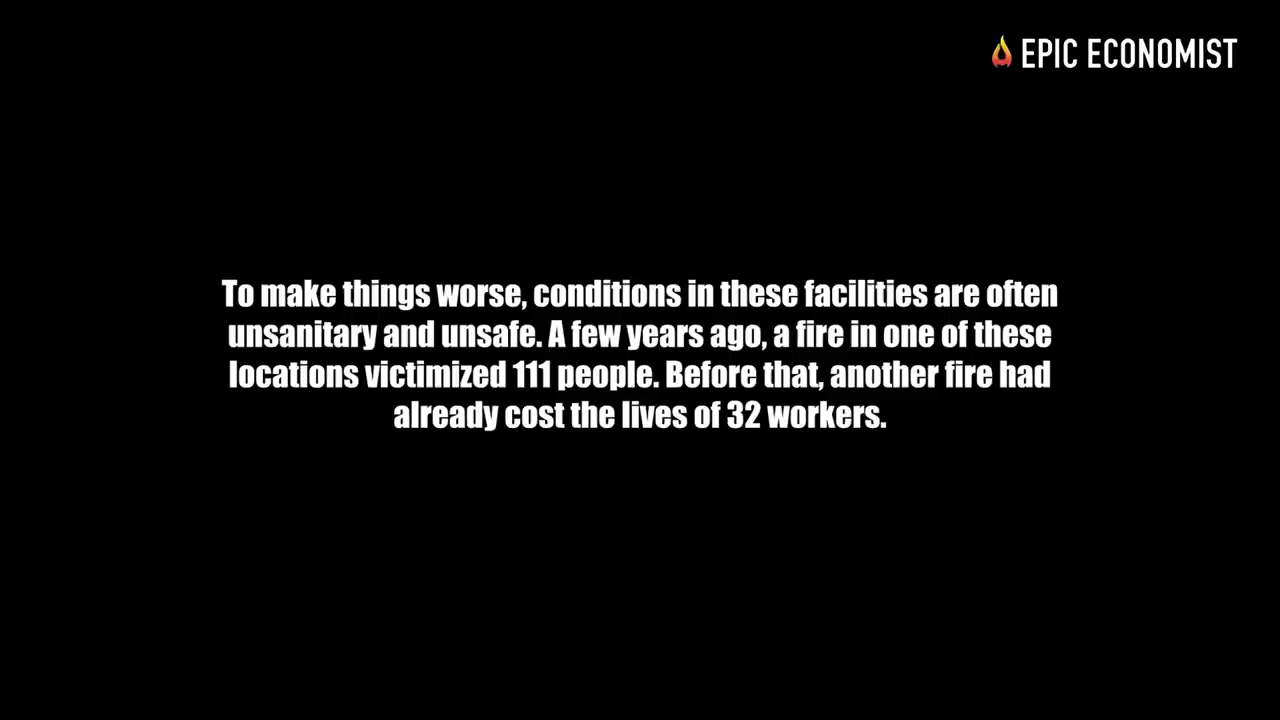 EPIC ECONOMIST
To make things worse, conditions in these facilities are often
unsanitary and unsafe. A few years ago, a fire in one of these
locations victimized 111 people. Before that, another fire had
already cost the lives of 32 workers.